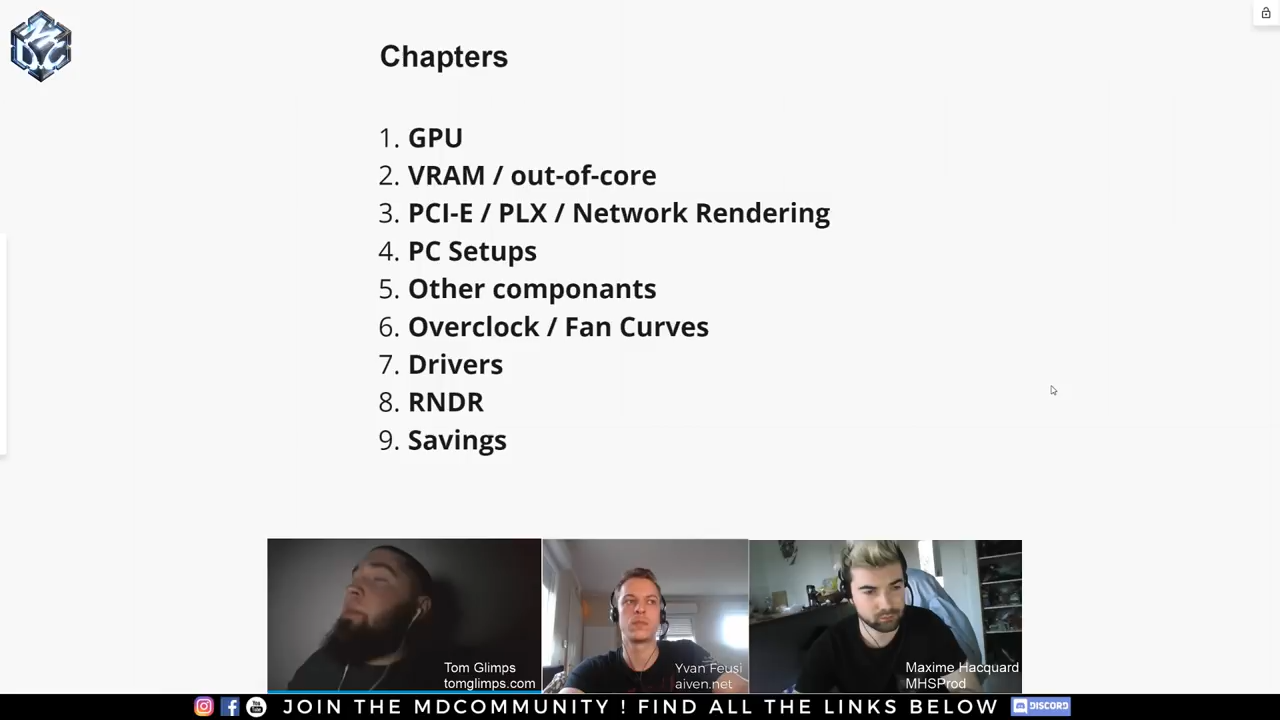 Chapters
1. GPU
2. VRAM / out-of-core
3. PCI-E / PLX / Network Rendering
4. PC Setups
5. Other componants
6. Overclock / Fan Curves
7. Drivers
8. RNDR
9. Savings
Tom Glimps
tomglimps.com
Yvan Feusi
aiven.net
Maxime Hacquard
MHSProd
JOIN THE MDCOMMUNITY ! FIND ALL THE LINKS BELOW
DISCORD